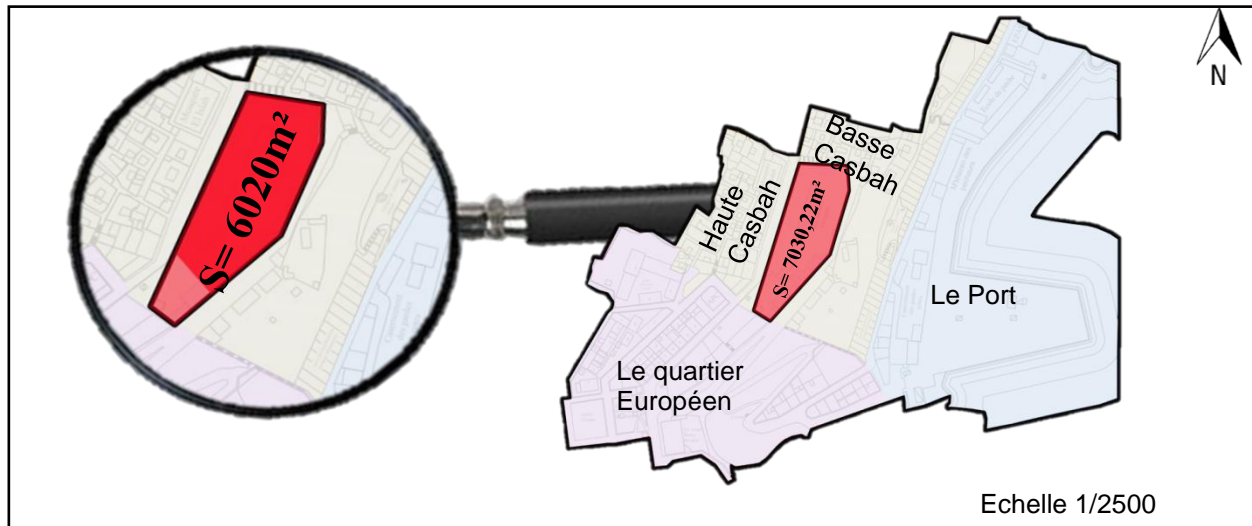 S= 6020m²
N
Basse
Casbah
Haute
Casbah
S= 7030,22m²
Le Port
Le quartier
Européen
Echelle 1/2500